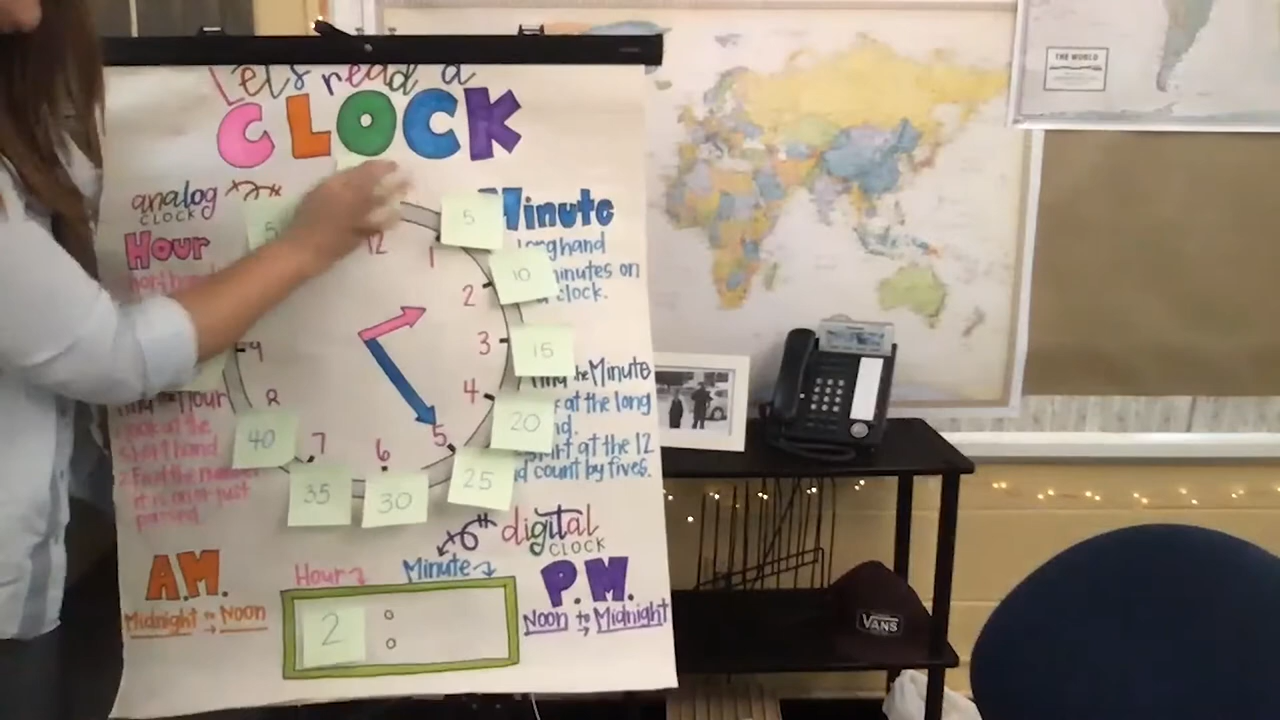 Let's read a
CLOCK
analog
CLOCK
Hour
Minute
long hand
minutes on
clock.
5
10
15
20
25
30
35
40
12
1
2
3
4
5
6
7
8
9
the Minute
at the long
start at the 12
count by fives.
the Hour
look at the
short hand.
2. Find the number
it is on or just
passed.
digital
CLOCK
A.M.
Midnight to Noon
Hour
Minute
2 :
P.M.
Noon to Midnight
THE WORLD
VANS